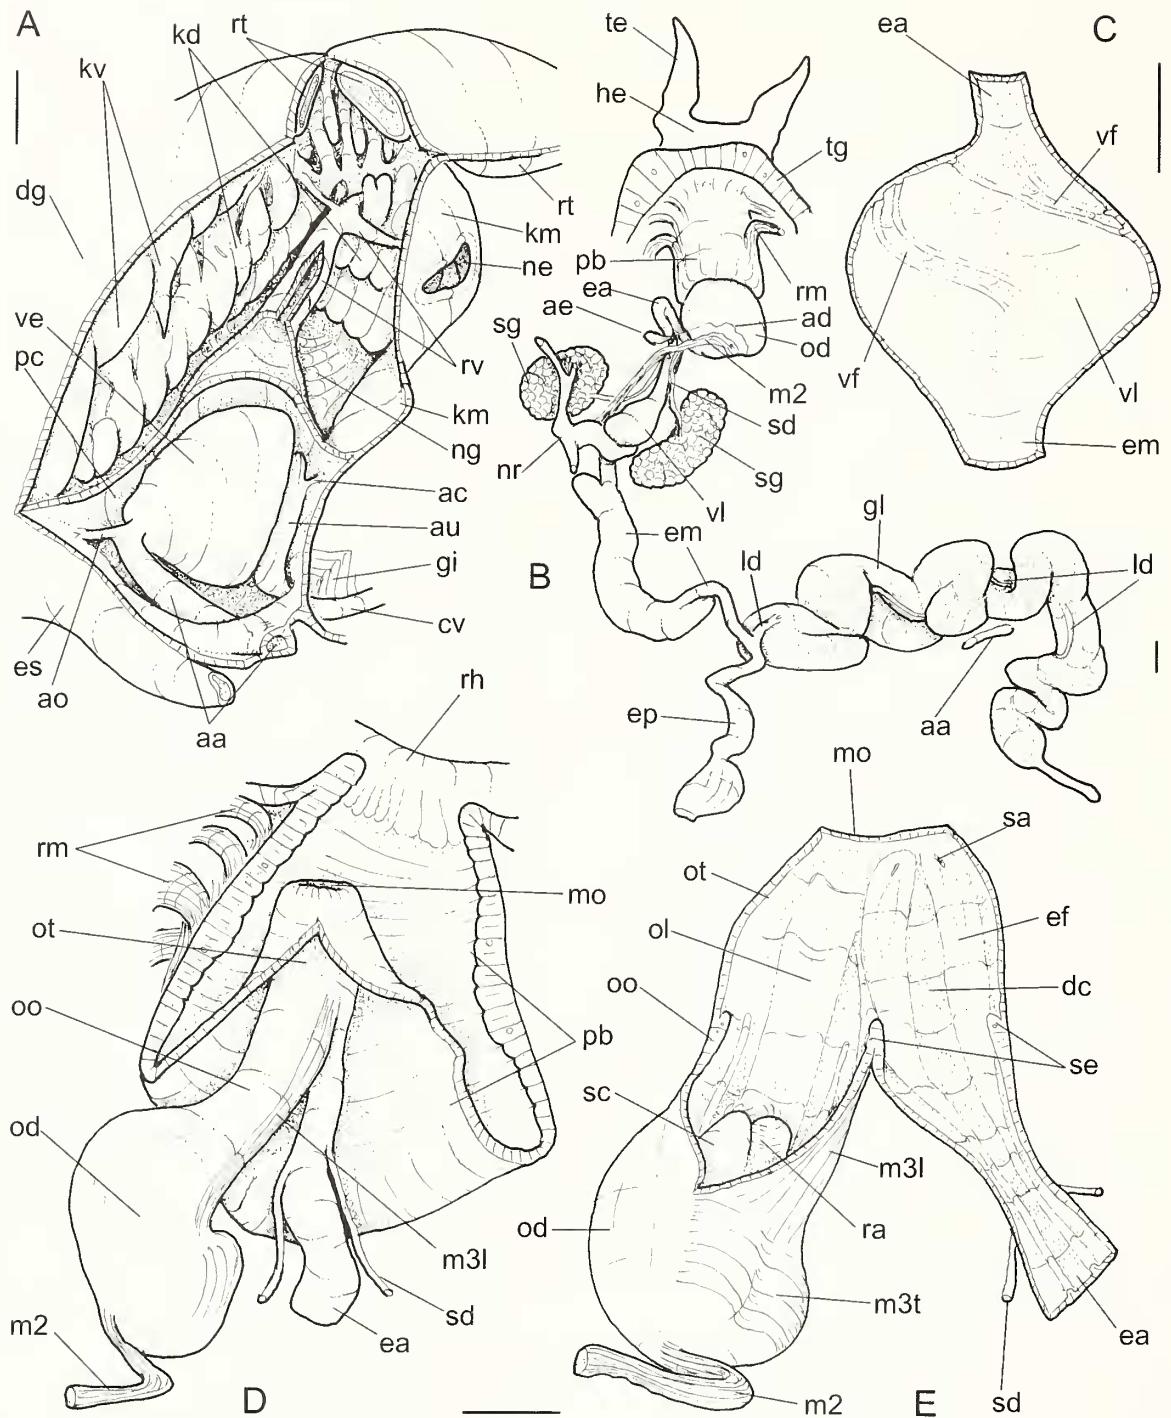 A
rt
kd
kv
dg
rt
km
ne
ve
pc
rv
km
ng
ac
au
gi
cv
es
ao
aa
B
te
he
tg
pb
rm
ea
ae
ad
od
sg
m2
sd
sg
nr
vl
em
ld
gl
ld
ep
aa
C
ea
vf
vf
vl
em
D
rh
rm
mo
ot
oo
pb
od
m3l
sd
m2
ea
E
mo
sa
ot
ef
ol
dc
oo
se
sc
m3l
ra
od
m3t
ea
m2
sd